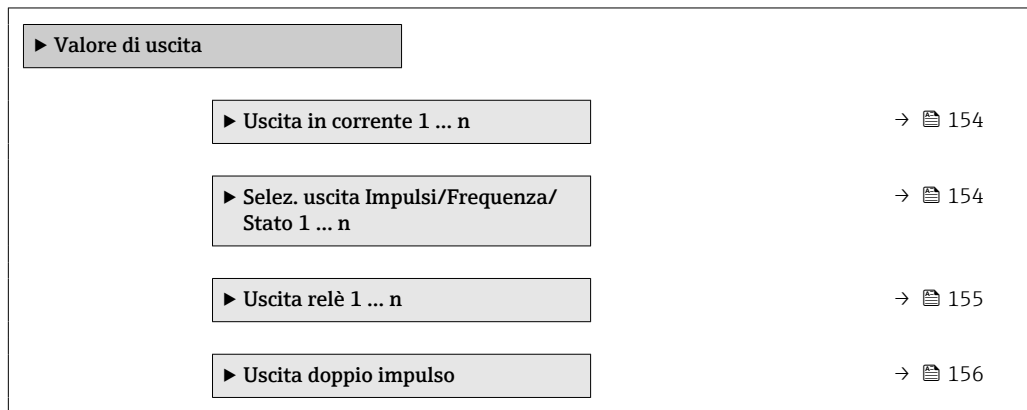 ▶ Valore di uscita
▶ Uscita in corrente 1 … n → 154
▶ Selez. uscita Impulsi/Frequenza/ → 154
Stato 1 … n
▶ Uscita relè 1 … n → 155
▶ Uscita doppio impulso → 156